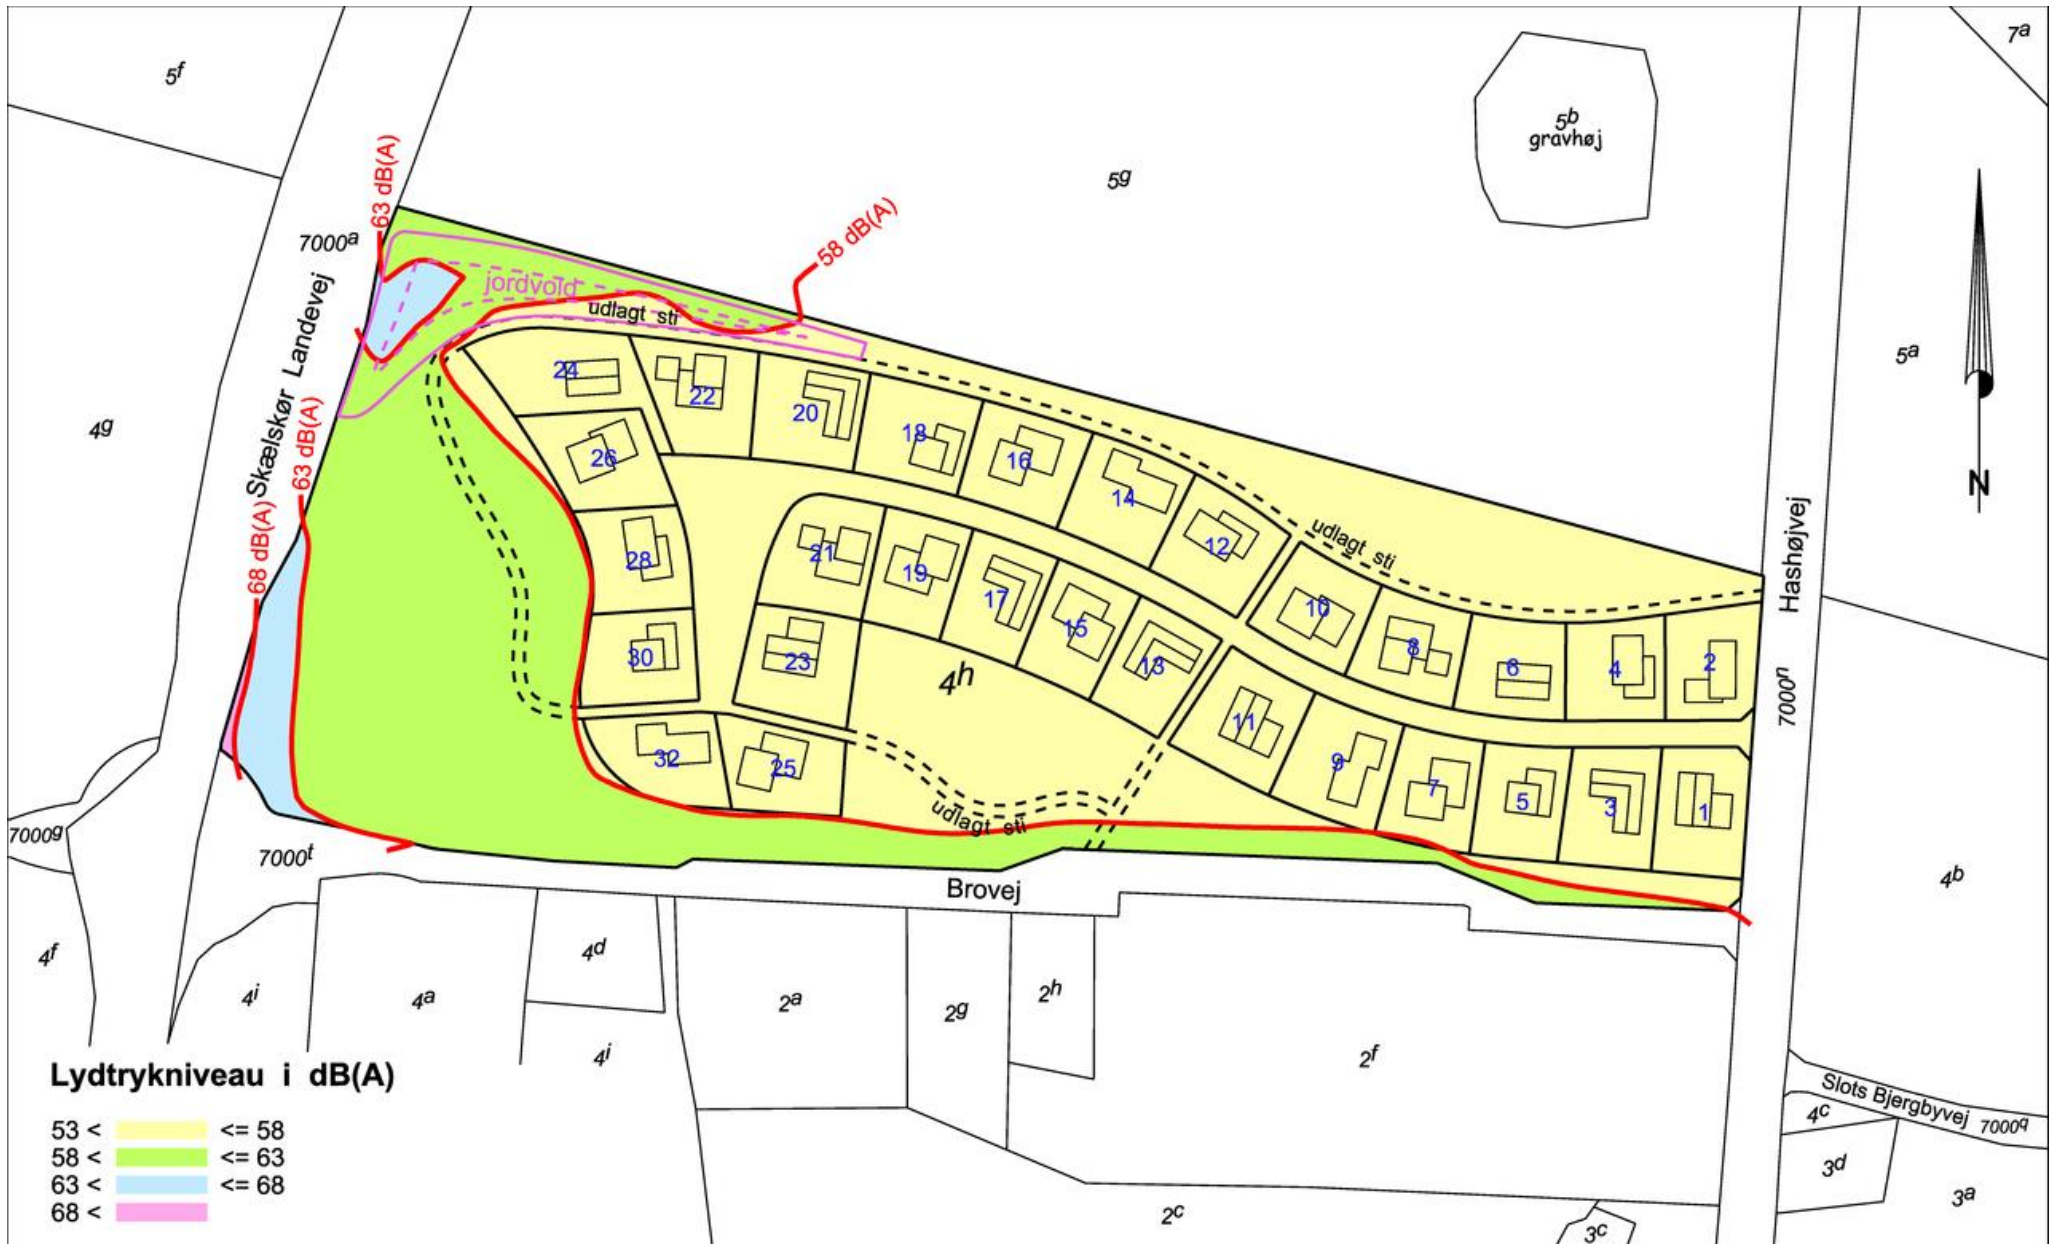 7ᵃ
5ᶠ
5ᵇ
gravhøj
5ᵍ
63 dB(A)
58 dB(A)
7000ᵃ
jordvold
udlagt sti
Skælskør Landevej
5ᵃ
4ᵍ
24
22
20
18
16
14
12
26
63 dB(A)
N
udlagt sti
Hashøjvej
68 dB(A)
28
21
19
17
15
13
10
8
6
4
2
30
23
4ʰ
7000ⁿ
32
25
11
9
7
5
3
1
udlagt sti
7000ᵍ
7000ᵗ
Brovej
4ᵇ
4ᶠ
4ⁱ
4ᵃ
4ᵈ
2ᵃ
2ᵍ
2ʰ
4ⁱ
2ᶠ
Lydtrykniveau i dB(A)
53 < <= 58
58 < <= 63
63 < <= 68
68 <
Slots Bjergbyvej 7000q
4ᶜ
3ᵈ
3ᵃ
2ᶜ
3ᶜ